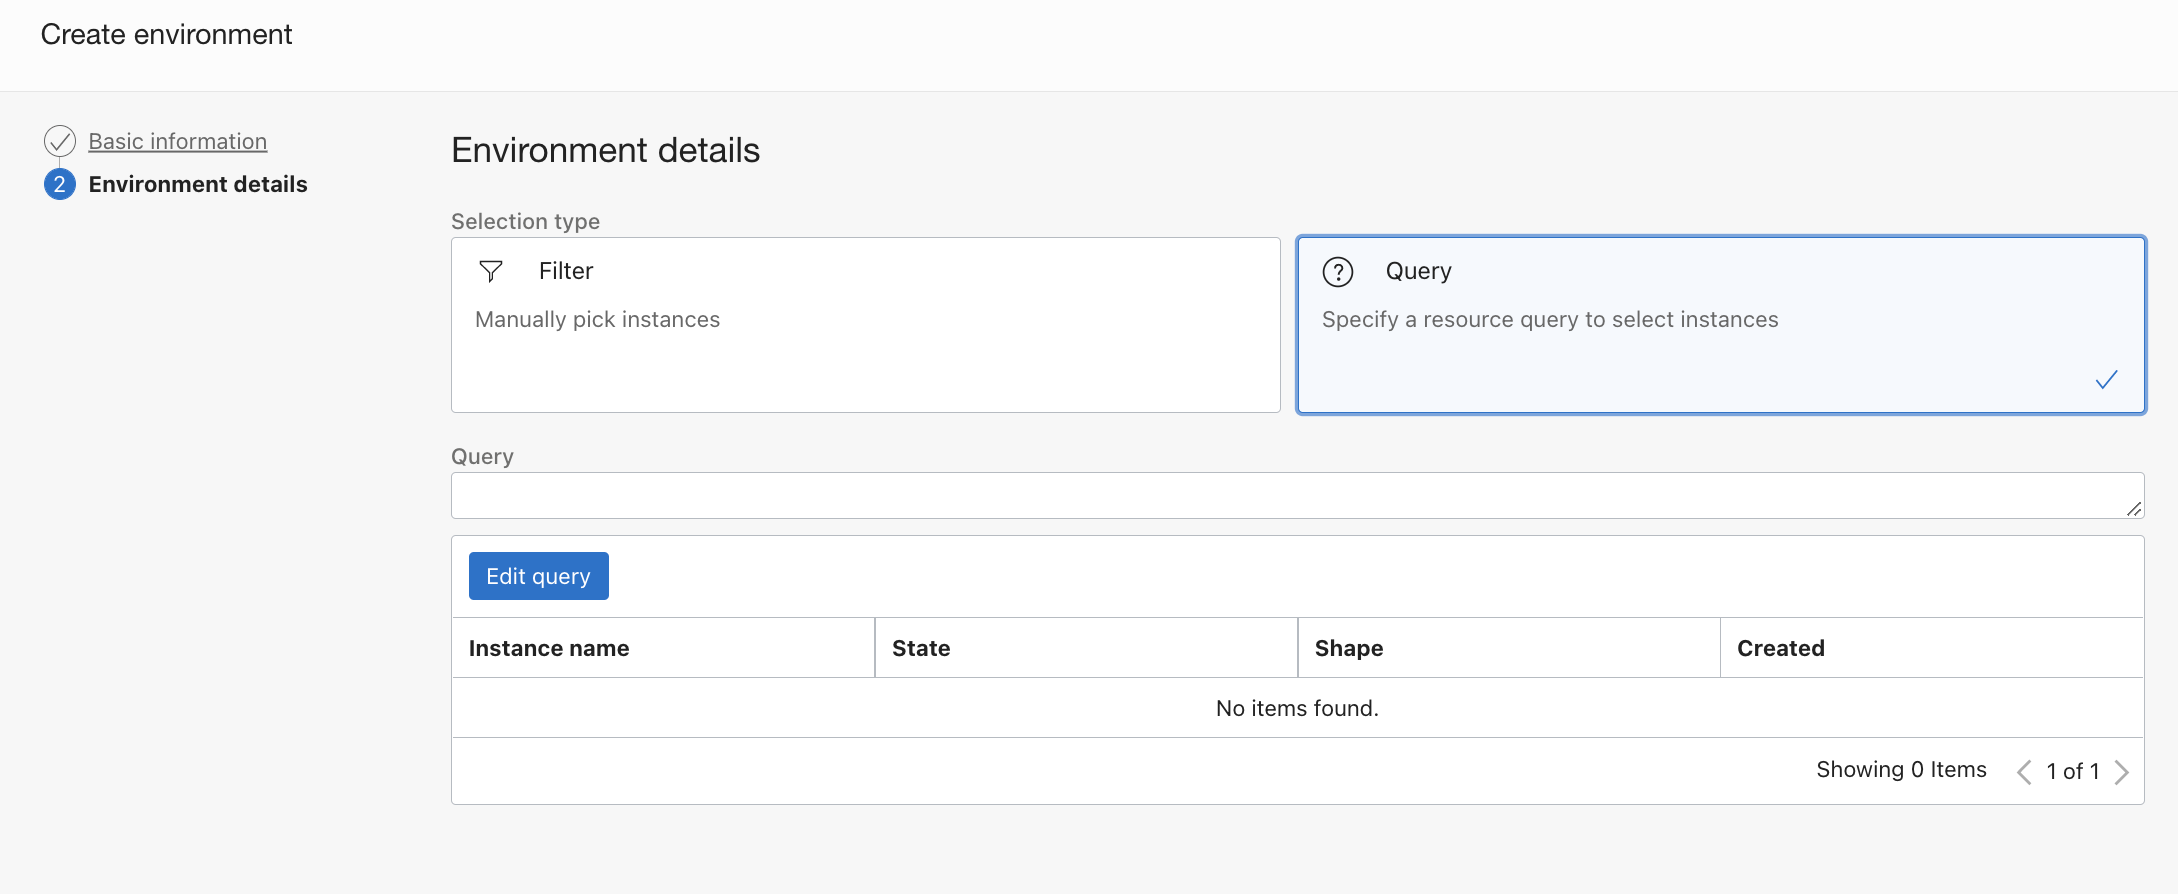 Create environment
Basic information
2 Environment details
Environment details
Selection type
Filter
Manually pick instances
Query
Specify a resource query to select instances
Query
Edit query
Instance name State Shape Created
No items found.
Showing 0 Items 1 of 1